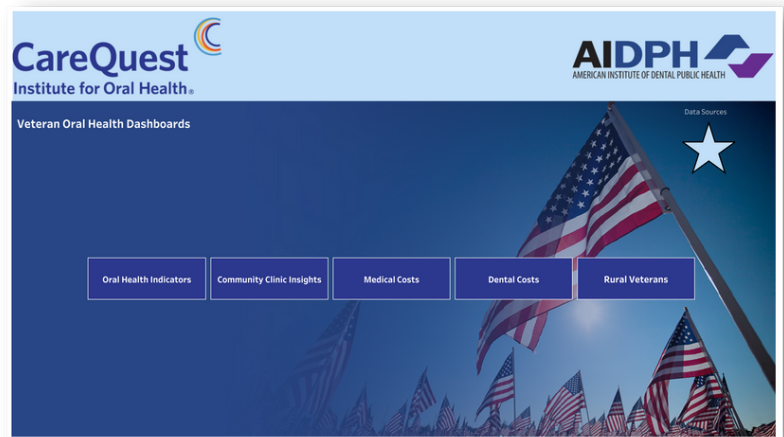 CareQuest
Institute for Oral Health®
AIDPH
AMERICAN INSTITUTE OF DENTAL PUBLIC HEALTH
Veteran Oral Health Dashboards
Data Sources
Oral Health Indicators
Community Clinic Insights
Medical Costs
Dental Costs
Rural Veterans